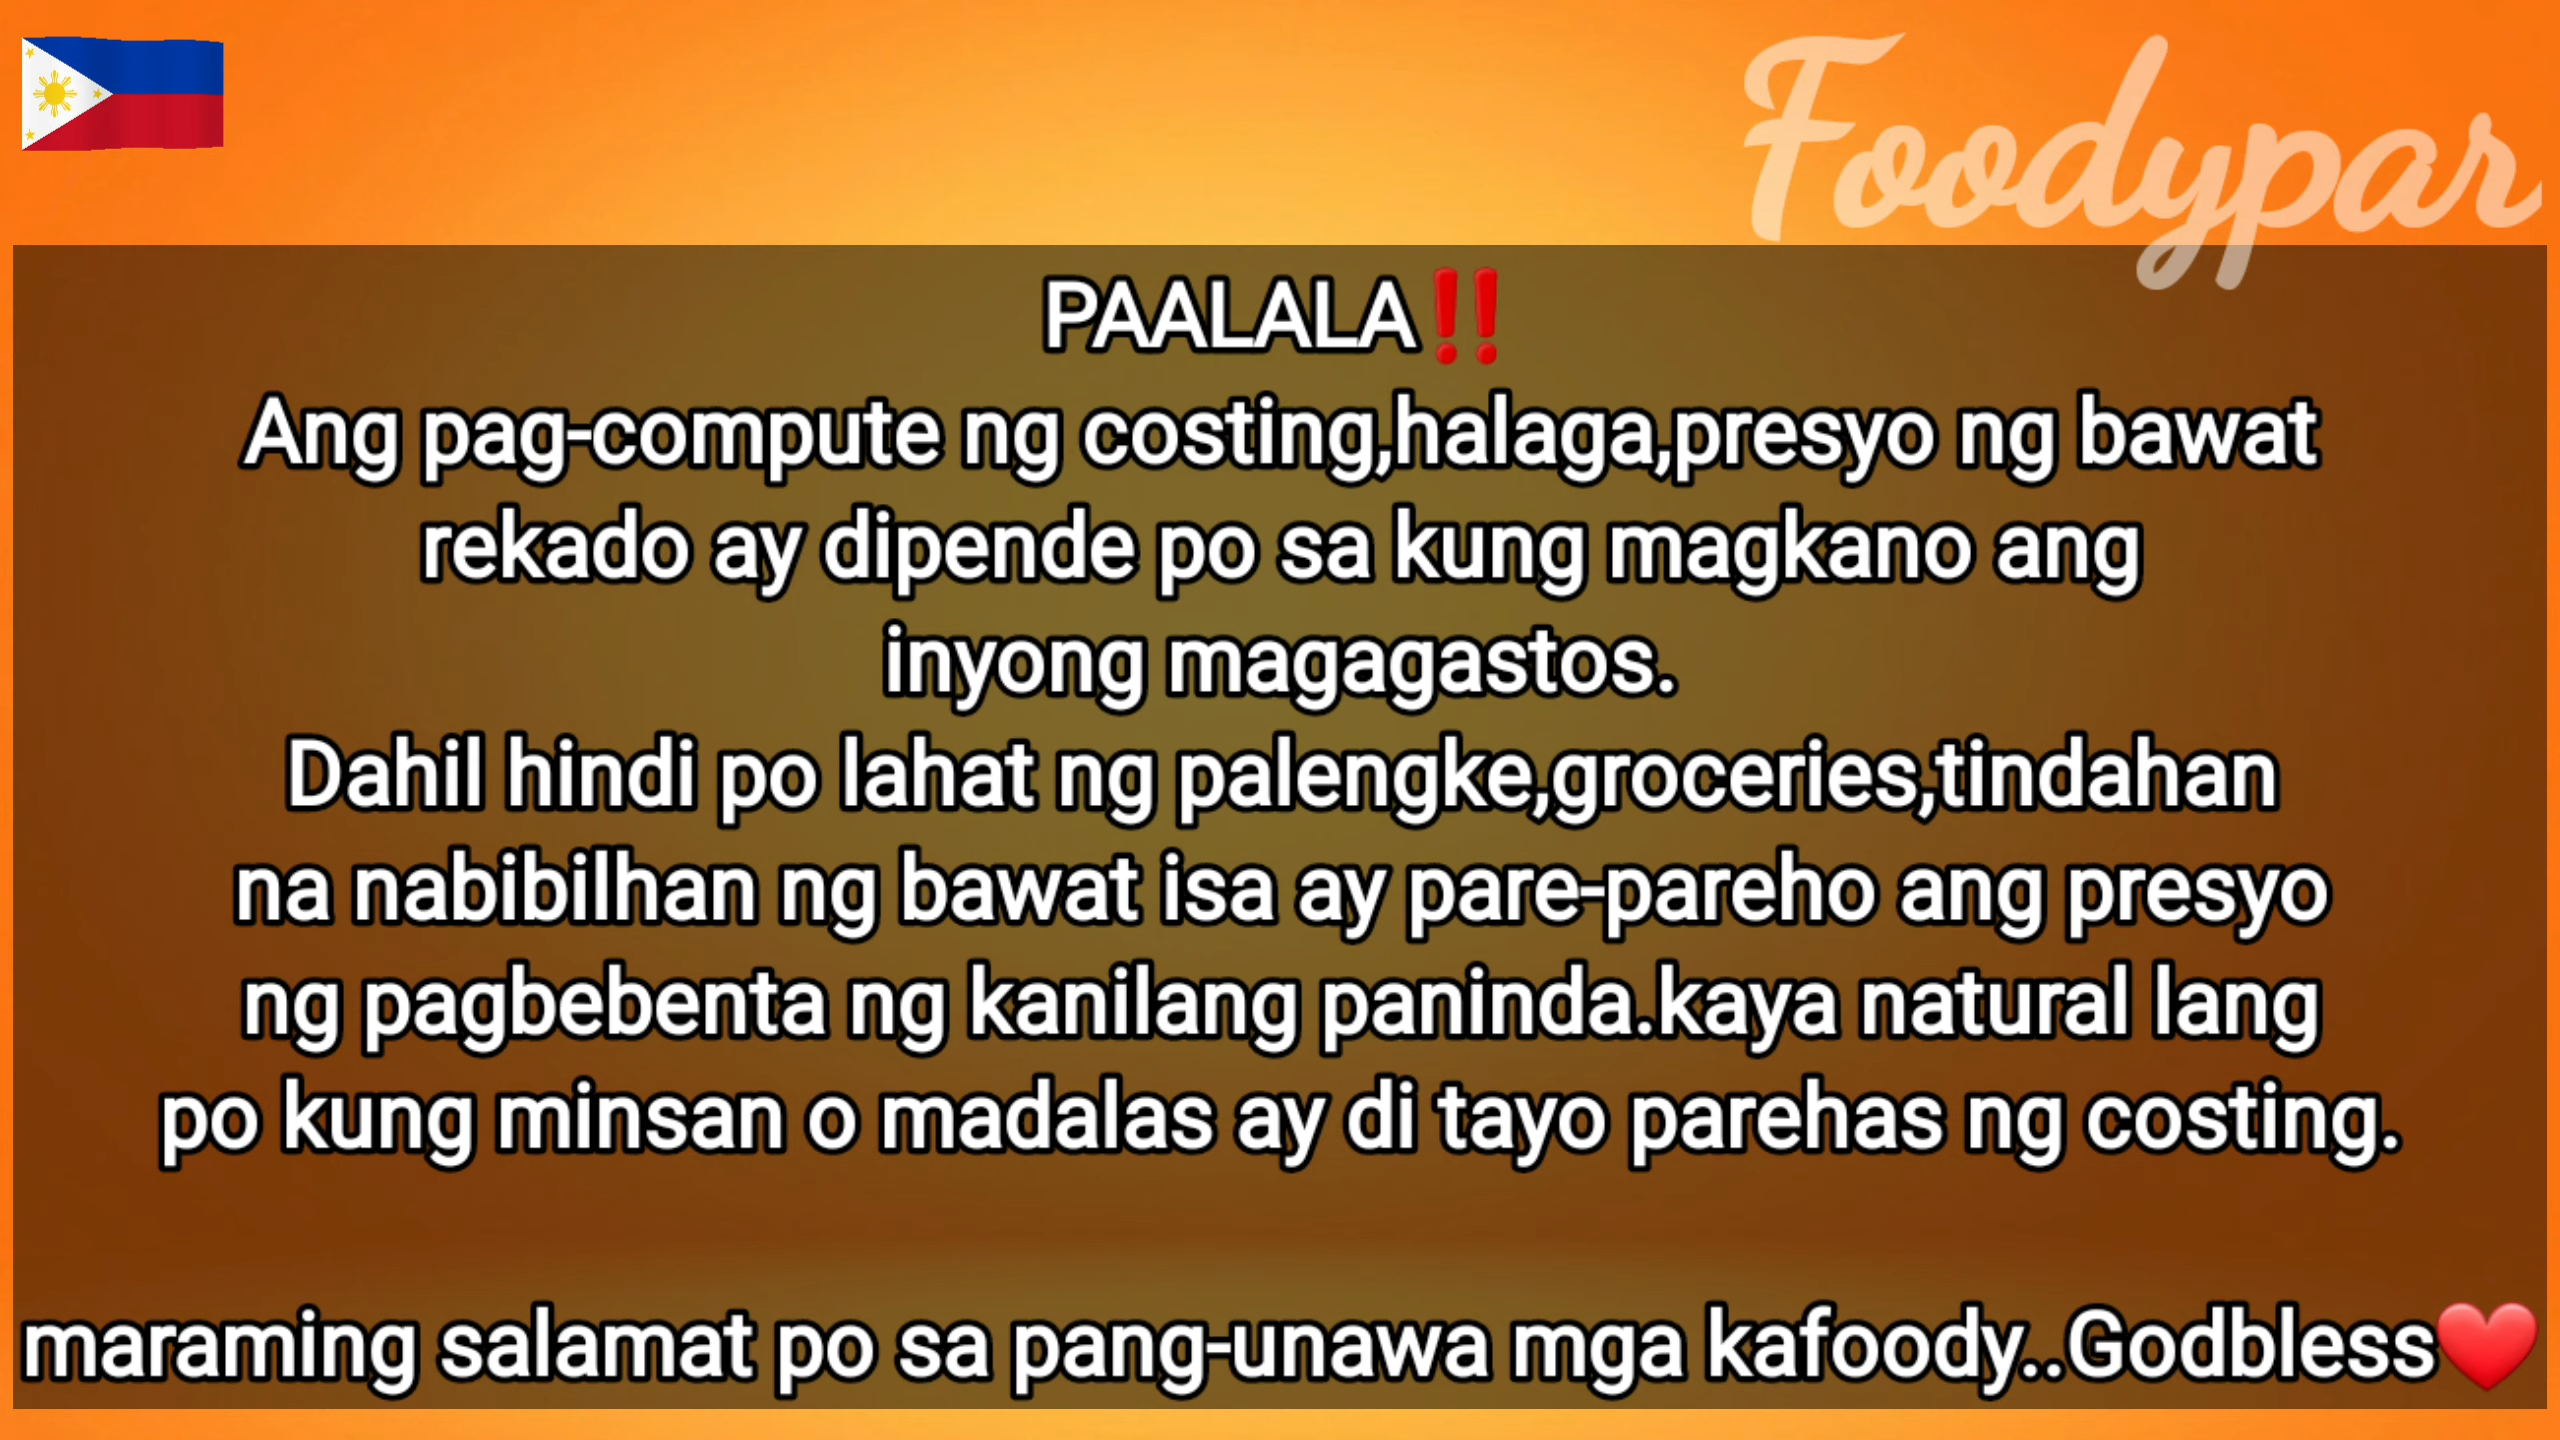 Foodypar
PAALALA‼️
Ang pag-compute ng costing,halaga,presyo ng bawat
rekado ay dipende po sa kung magkano ang
inyong magagastos.
Dahil hindi po lahat ng palengke,groceries,tindahan
na nabibilhan ng bawat isa ay pare-pareho ang presyo
ng pagbebenta ng kanilang paninda.kaya natural lang
po kung minsan o madalas ay di tayo parehas ng costing.
maraming salamat po sa pang-unawa mga kafoody..Godbless❤️